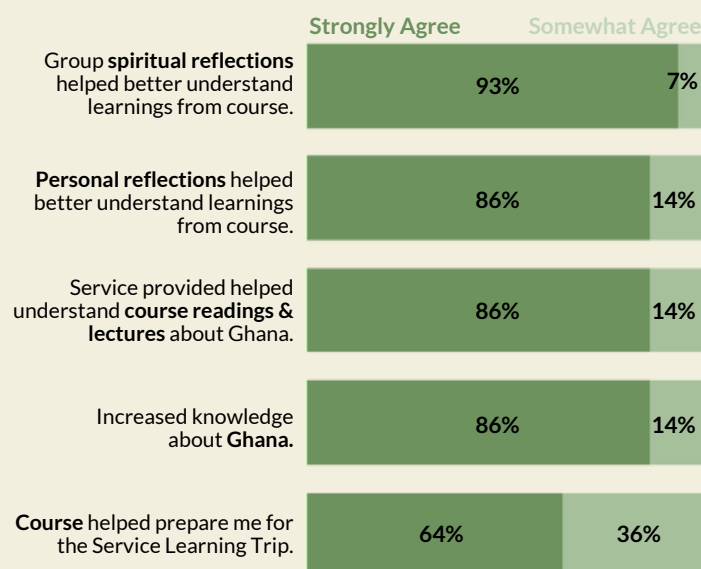 Strongly Agree Somewhat Agree
Group spiritual reflections
helped better understand
learnings from course.
93% 7%
Personal reflections helped
better understand learnings
from course.
86% 14%
Service provided helped
understand course readings &
lectures about Ghana.
86% 14%
Increased knowledge
about Ghana.
86% 14%
Course helped prepare me for
the Service Learning Trip.
64% 36%